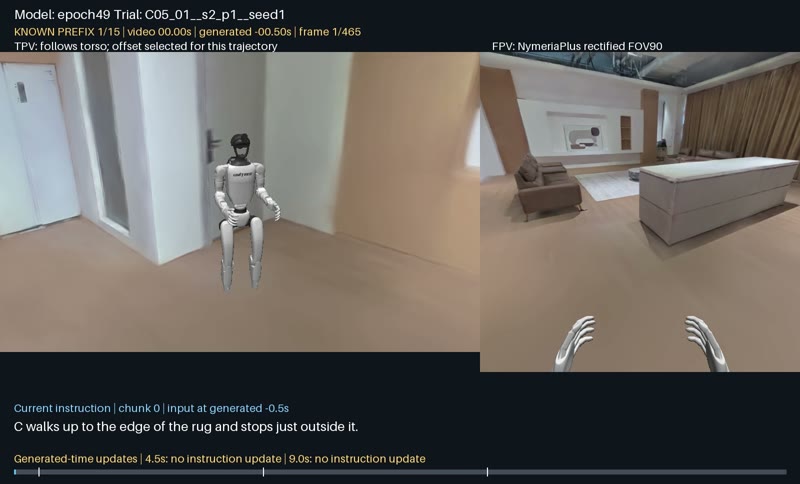 Model: epoch49 Trial: C05_01__s2_p1__seed1
KNOWN PREFIX 1/15 | video 00.00s | generated -00.50s | frame 1/465
TPV: follows torso; offset selected for this trajectory
FPV: NymeriaPlus rectified FOV90
Current instruction | chunk 0 | input at generated -0.5s
C walks up to the edge of the rug and stops just outside it.
Generated-time updates | 4.5s: no instruction update | 9.0s: no instruction update